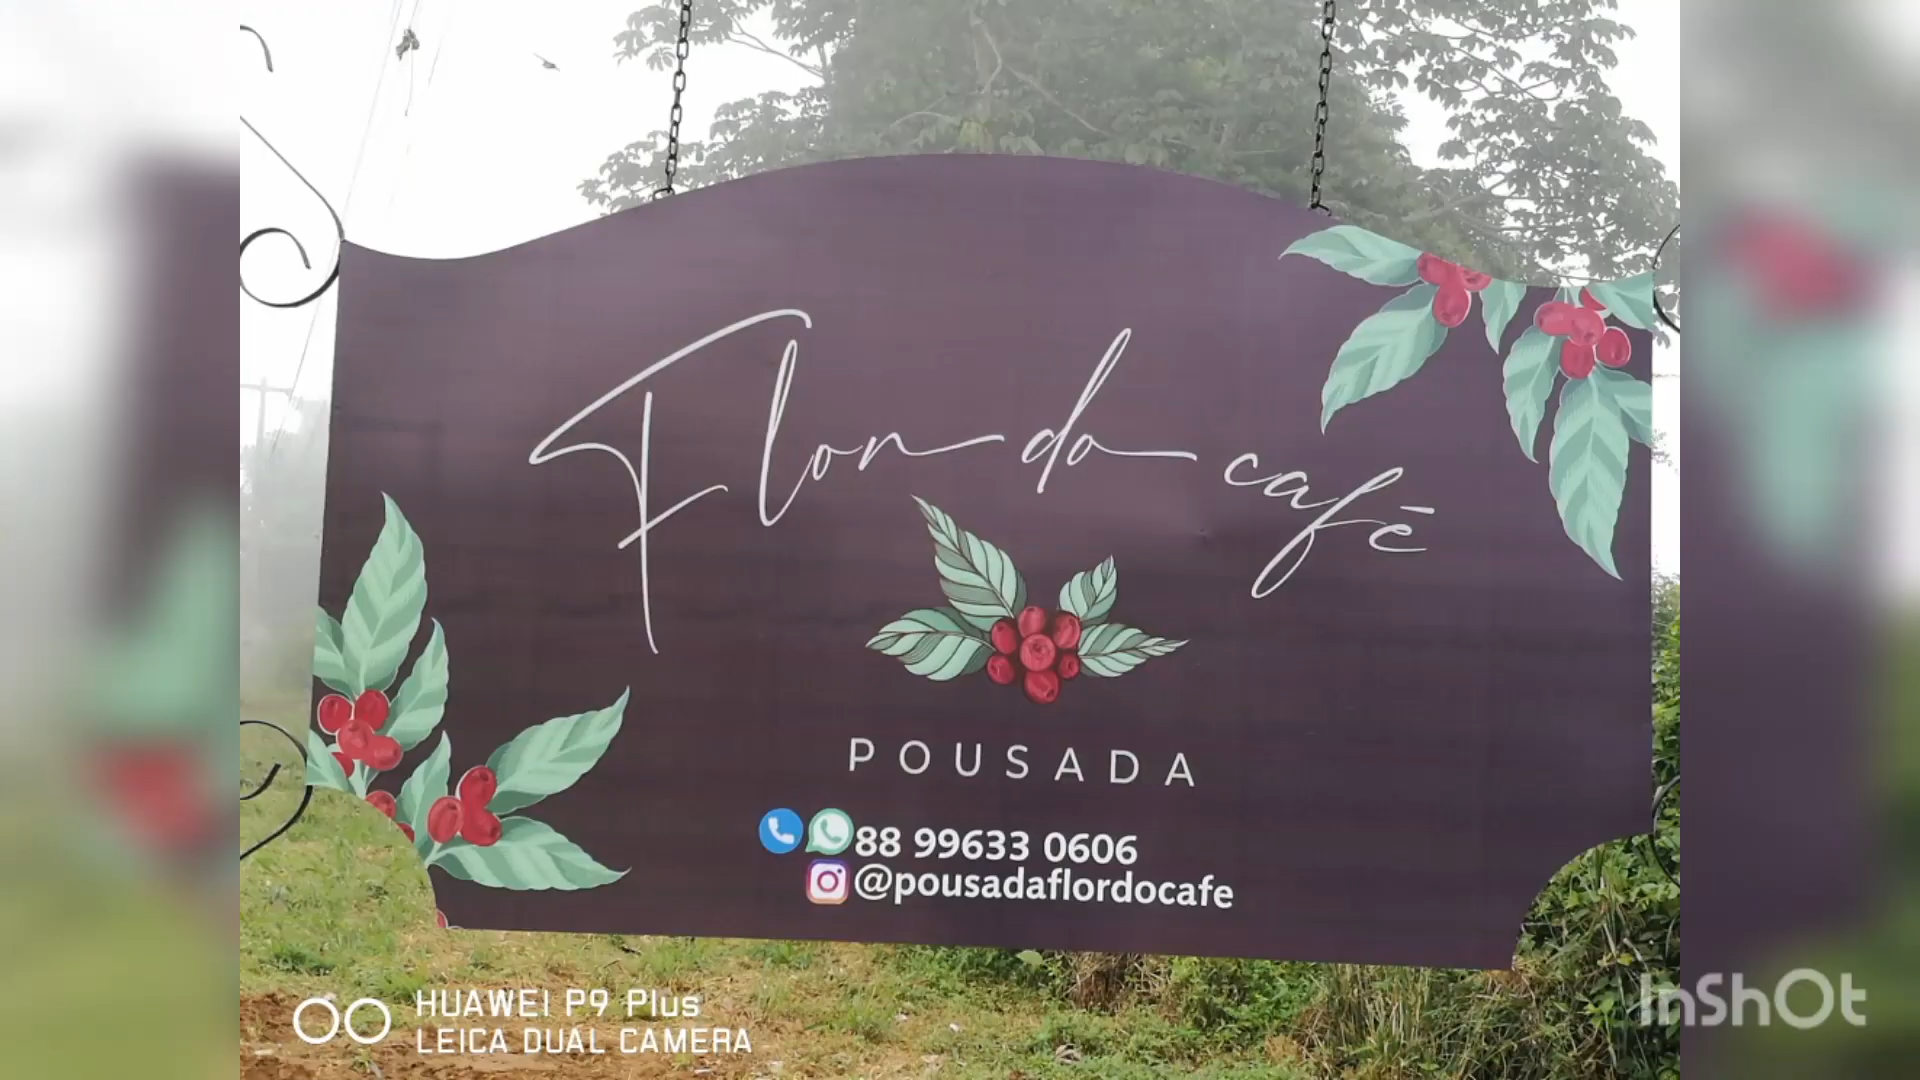 Flor do café
POUSADA
88 99633 0606
@pousadaflordocafe
HUAWEI P9 Plus
LEICA DUAL CAMERA
InShOt